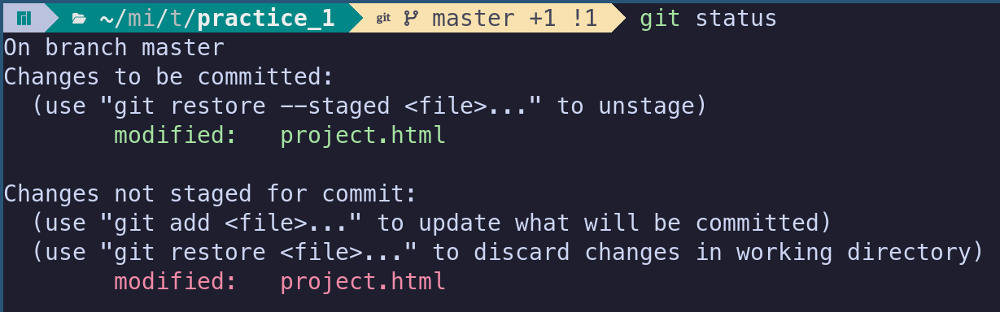 ~/mi/t/practice_1 git master +1 !1 git status
On branch master
Changes to be committed:
  (use "git restore --staged <file>..." to unstage)
        modified:   project.html

Changes not staged for commit:
  (use "git add <file>..." to update what will be committed)
  (use "git restore <file>..." to discard changes in working directory)
        modified:   project.html